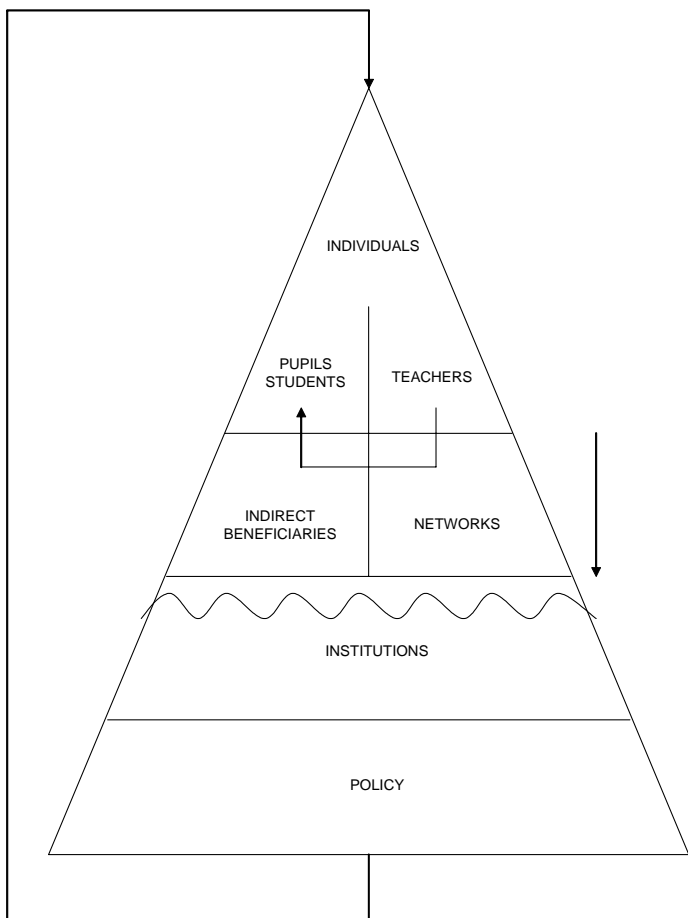 INDIVIDUALS
PUPILS
STUDENTS
TEACHERS
INDIRECT
BENEFICIARIES
NETWORKS
INSTITUTIONS
POLICY